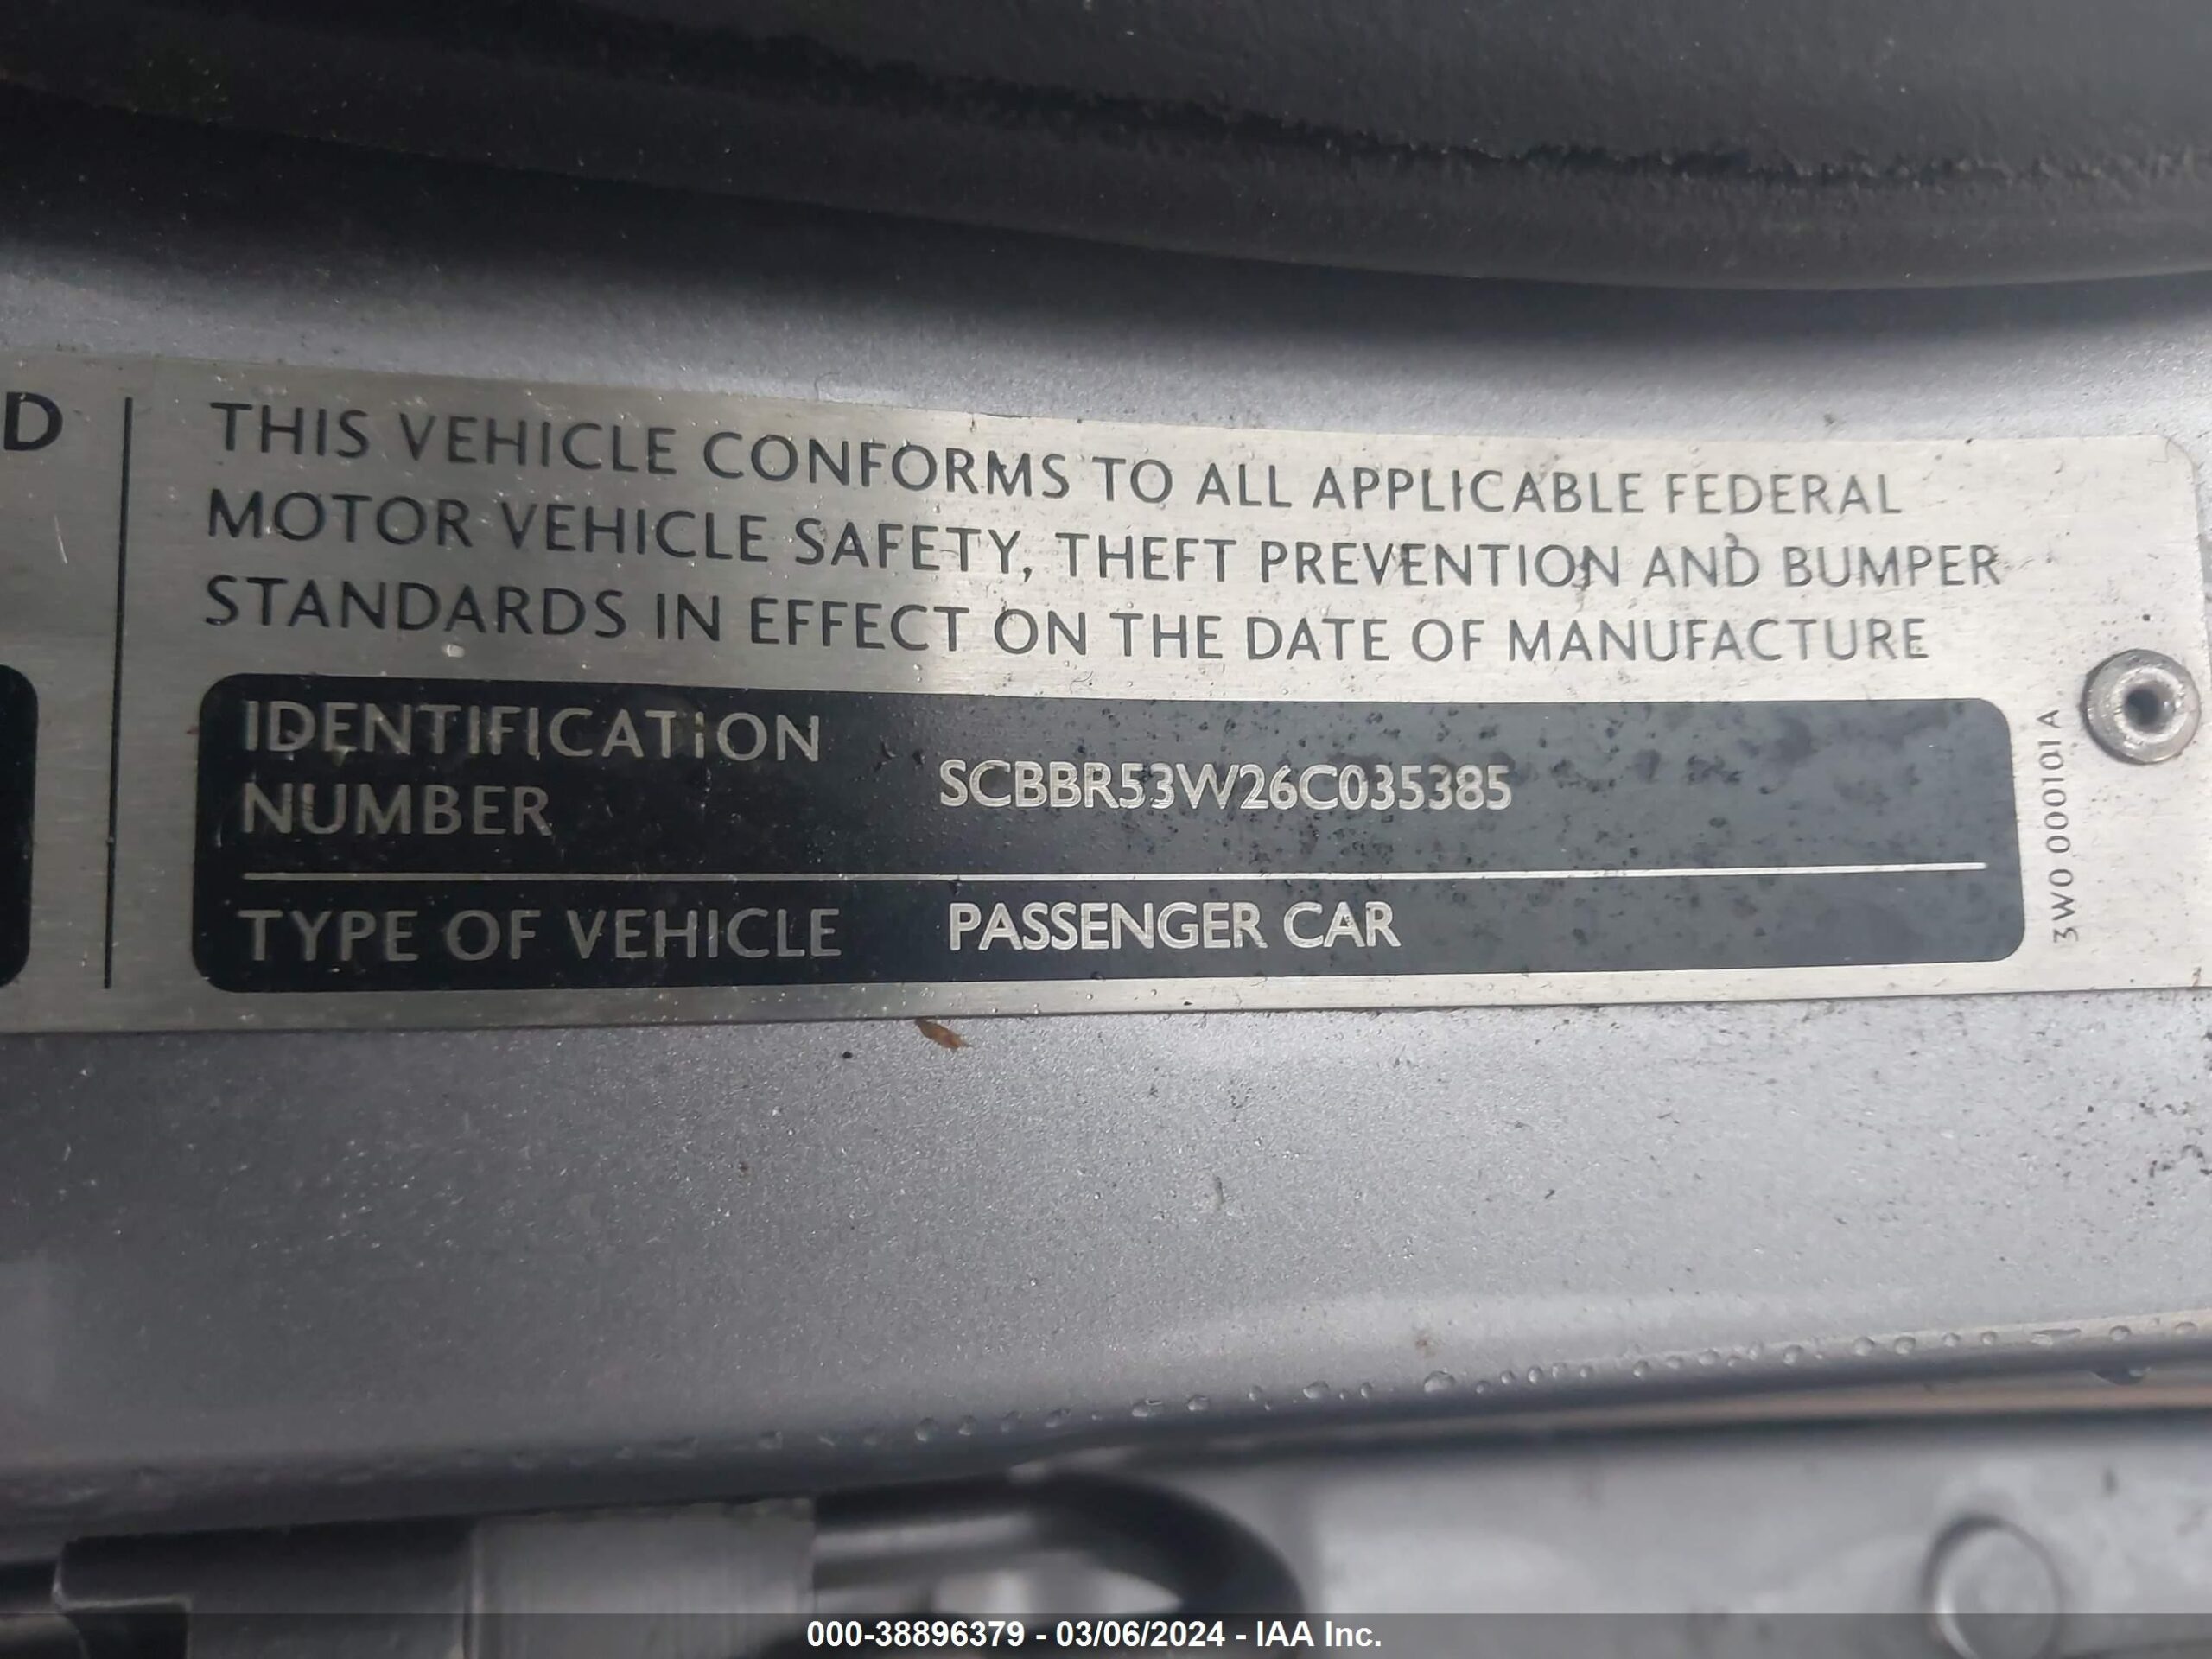 D
THIS VEHICLE CONFORMS TO ALL APPLICABLE FEDERAL
MOTOR VEHICLE SAFETY, THEFT PREVENTION AND BUMPER
STANDARDS IN EFFECT ON THE DATE OF MANUFACTURE
IDENTIFICATION
NUMBER
SCBBR53W26C035385
TYPE OF VEHICLE PASSENGER CAR
3W0 000101 A
000-38896379 - 03/06/2024 - IAA Inc.